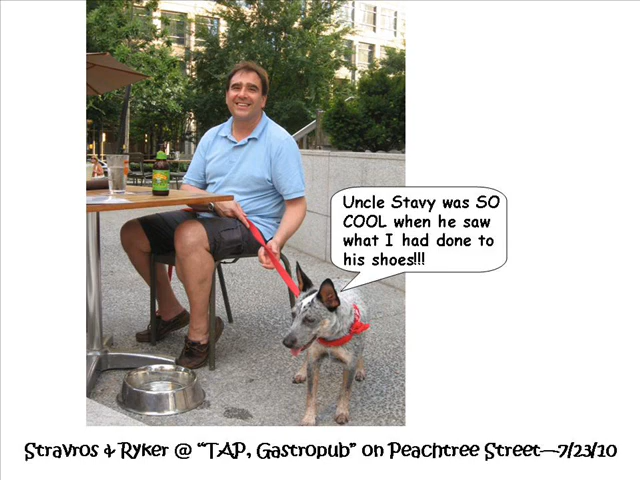 Uncle Stavy was SO
COOL when he saw
what I had done to
his shoes!!!
Stavros & Ryker @ "TAP, Gastropub" on Peachtree Street—7/23/10